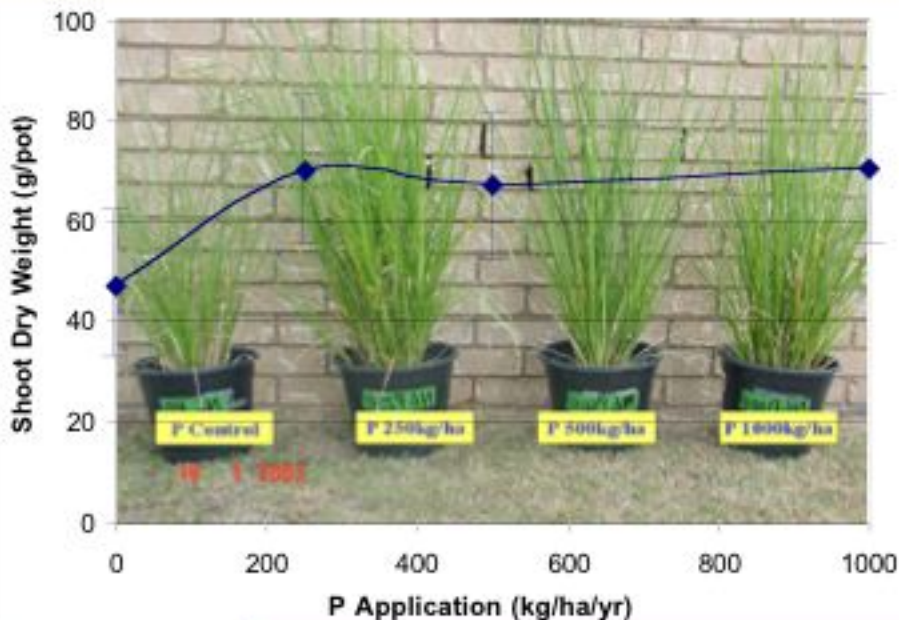 100
80
60
40
20
0
Shoot Dry Weight (g/pot)
P Control
P 250kg/ha
P 500kg/ha
P 1000kg/ha
0 200 400 600 800 1000
P Application (kg/ha/yr)